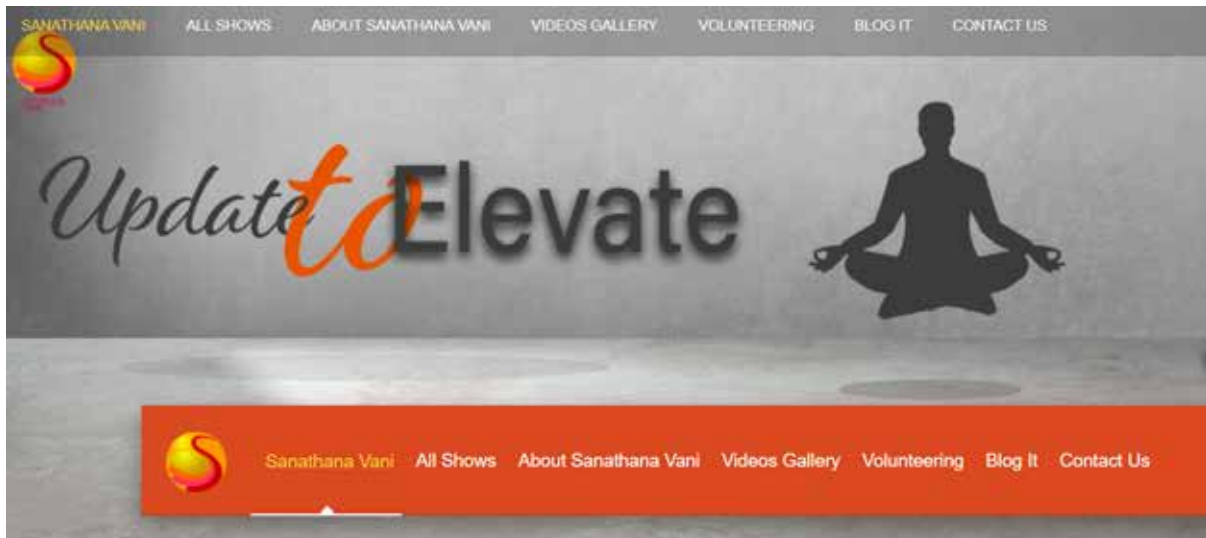 SANATHANA VANI ALL SHOWS ABOUT SANATHANA VANI VIDEOS GALLERY VOLUNTEERING BLOG IT CONTACT US
Update to Elevate
Sanathana Vani All Shows About Sanathana Vani Videos Gallery Volunteering Blog It Contact Us